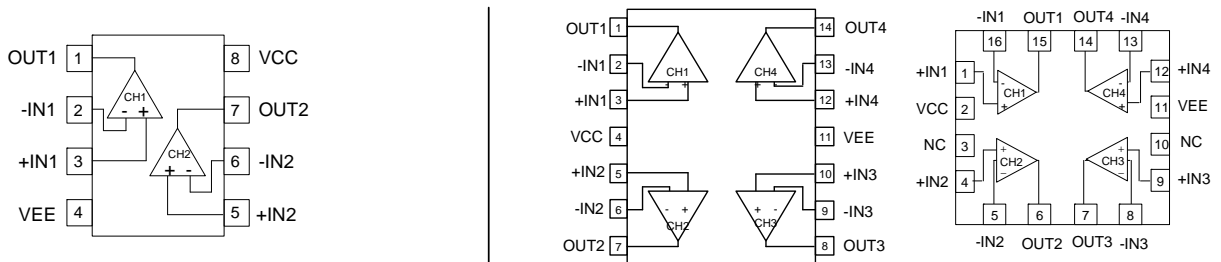 OUT1 1 8 VCC
CH1
-IN1 2 - + 7 OUT2
CH2
+IN1 3 + - 6 -IN2
VEE 4 5 +IN2
OUT1 1 14 OUT4
-IN1 2 CH1 CH4 13 -IN4
- + + -
+IN1 3 12 +IN4
VCC 4 11 VEE
+IN2 5 10 +IN3
- + + -
-IN2 6 9 -IN3
CH2 CH3
OUT2 7 8 OUT3
-IN1 OUT1 OUT4 -IN4
16 15 14 13
+IN1 1 - CH1 + - CH4 + 12 +IN4
VCC 2 11 VEE
NC 3 10 NC
+IN2 4 + CH2 − + CH3 − 9 +IN3
5 6 7 8
-IN2 OUT2 OUT3 -IN3